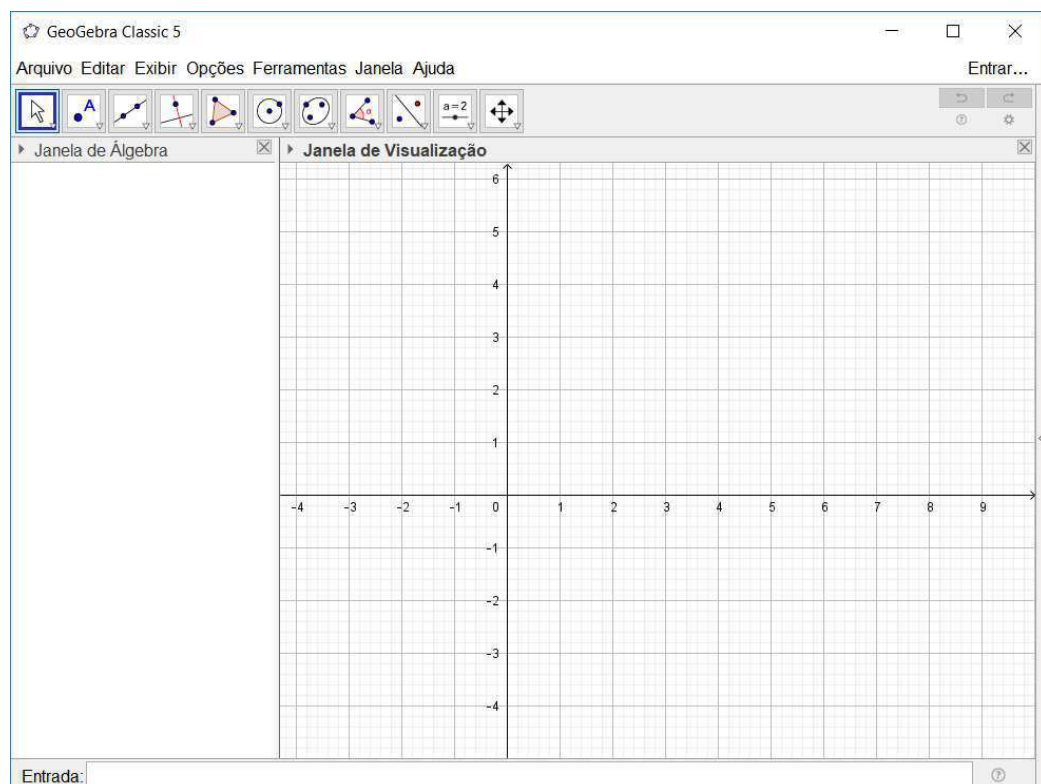 GeoGebra Classic 5
Arquivo Editar Exibir Opções Ferramentas Janela Ajuda Entrar...
A a=2
Janela de Álgebra Janela de Visualização
6
5
4
3
2
1
-4 -3 -2 -1 0 1 2 3 4 5 6 7 8 9
-1
-2
-3
-4
Entrada: